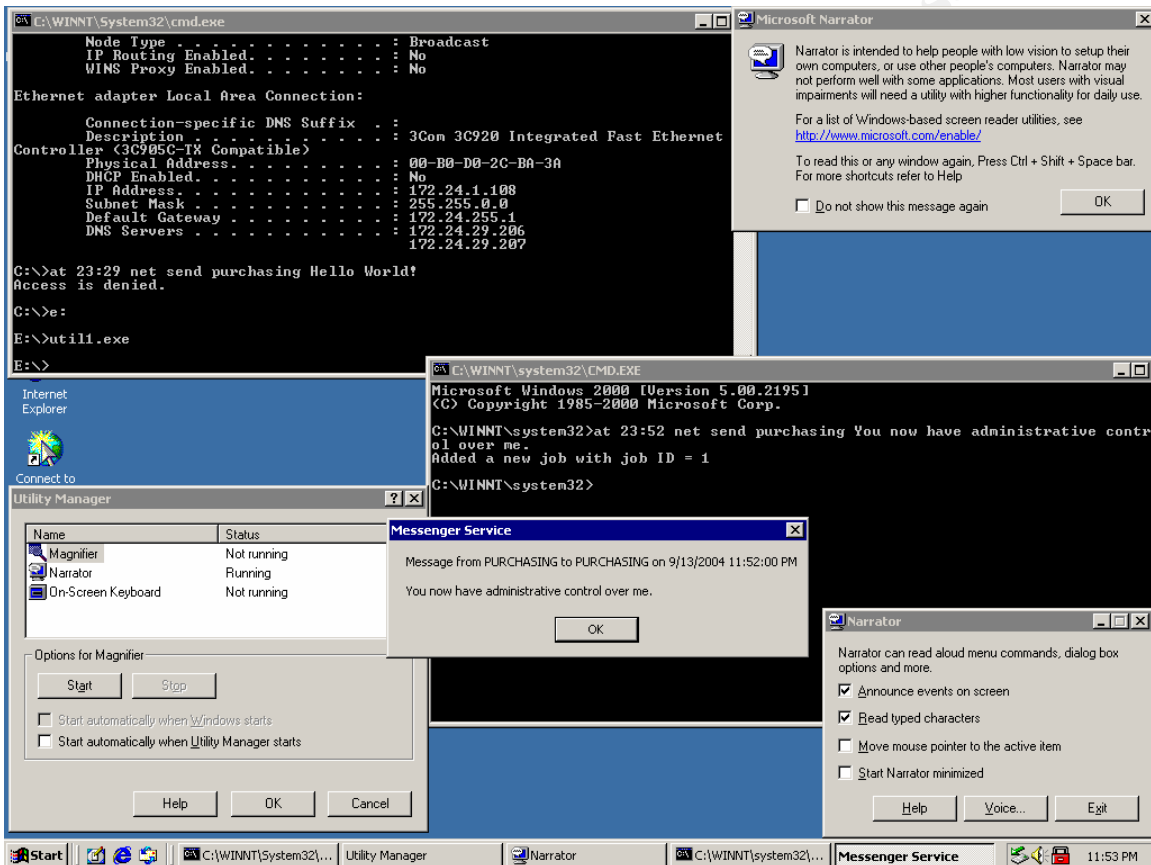 C:\WINNT\System32\cmd.exe
Node Type . . . . . . . . . . . . : Broadcast
IP Routing Enabled. . . . . . . . : No
WINS Proxy Enabled. . . . . . . . : No
Ethernet adapter Local Area Connection:
Connection-specific DNS Suffix  . :
Description . . . . . . . . . . . : 3Com 3C920 Integrated Fast Ethernet
Controller (3C905C-TX Compatible)
Physical Address. . . . . . . . . : 00-B0-D0-2C-BA-3A
DHCP Enabled. . . . . . . . . . . : No
IP Address. . . . . . . . . . . . : 172.24.1.108
Subnet Mask . . . . . . . . . . . : 255.255.0.0
Default Gateway . . . . . . . . . : 172.24.255.1
DNS Servers . . . . . . . . . . . : 172.24.29.206
172.24.29.207
C:\>at 23:29 net send purchasing Hello World!
Access is denied.
C:\>e:
E:\>util1.exe
E:\>
Microsoft Narrator
Narrator is intended to help people with low vision to setup their
own computers, or use other people's computers. Narrator may
not perform well with some applications. Most users with visual
impairments will need a utility with higher functionality for daily use.
For a list of Windows-based screen reader utilities, see
http://www.microsoft.com/enable/
To read this or any window again, Press Ctrl + Shift + Space bar.
For more shortcuts refer to Help
Do not show this message again
OK
Internet
Explorer
Connect to
C:\WINNT\system32\CMD.EXE
Microsoft Windows 2000 [Version 5.00.2195]
(C) Copyright 1985-2000 Microsoft Corp.
C:\WINNT\system32>at 23:52 net send purchasing You now have administrative contr
ol over me.
Added a new job with job ID = 1
C:\WINNT\system32>
Utility Manager
Name Status
Magnifier Not running
Narrator Running
On-Screen Keyboard Not running
Options for Magnifier
Start Stop
Start automatically when Windows starts
Start automatically when Utility Manager starts
Help OK Cancel
Messenger Service
Message from PURCHASING to PURCHASING on 9/13/2004 11:52:00 PM
You now have administrative control over me.
OK
Narrator
Narrator can read aloud menu commands, dialog box
options and more.
Announce events on screen
Read typed characters
Move mouse pointer to the active item
Start Narrator minimized
Help Voice... Exit
Start C:\WINNT\System32\... Utility Manager Narrator C:\WINNT\system32\... Messenger Service 11:53 PM